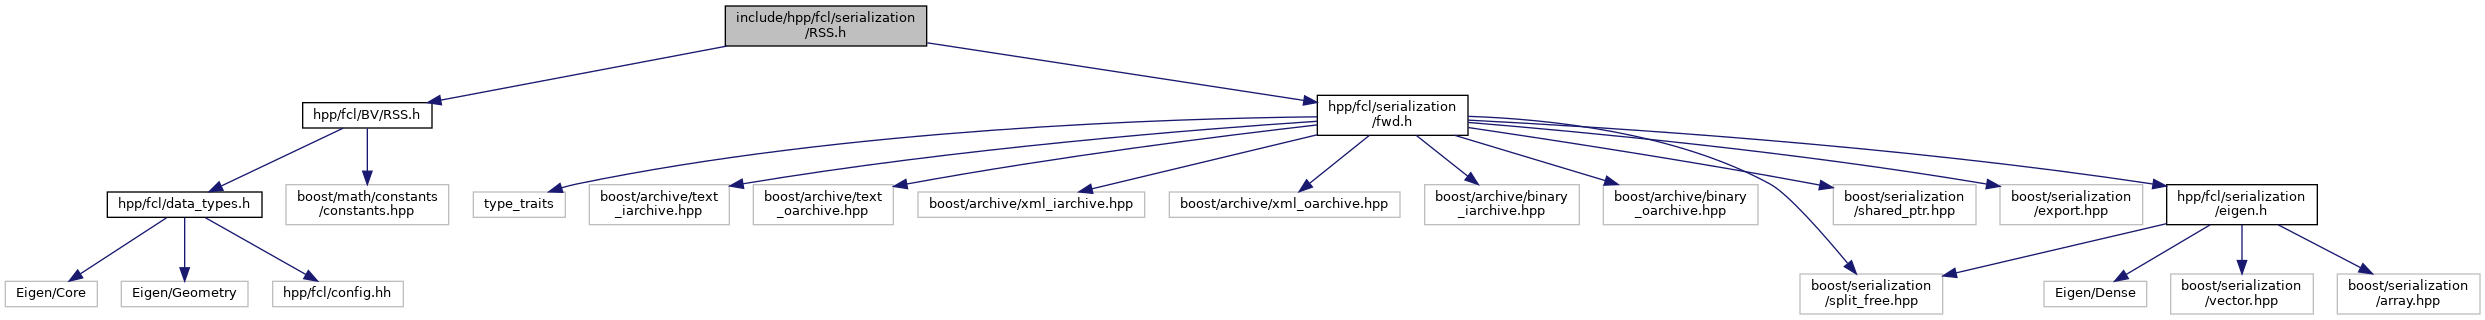 include/hpp/fcl/serialization
/RSS.h
hpp/fcl/BV/RSS.h
hpp/fcl/serialization
/fwd.h
hpp/fcl/data_types.h
boost/math/constants
/constants.hpp
type_traits
boost/archive/text
_iarchive.hpp
boost/archive/text
_oarchive.hpp
boost/archive/xml_iarchive.hpp
boost/archive/xml_oarchive.hpp
boost/archive/binary
_iarchive.hpp
boost/archive/binary
_oarchive.hpp
boost/serialization
/shared_ptr.hpp
boost/serialization
/export.hpp
hpp/fcl/serialization
/eigen.h
Eigen/Core
Eigen/Geometry
hpp/fcl/config.hh
boost/serialization
/split_free.hpp
Eigen/Dense
boost/serialization
/vector.hpp
boost/serialization
/array.hpp